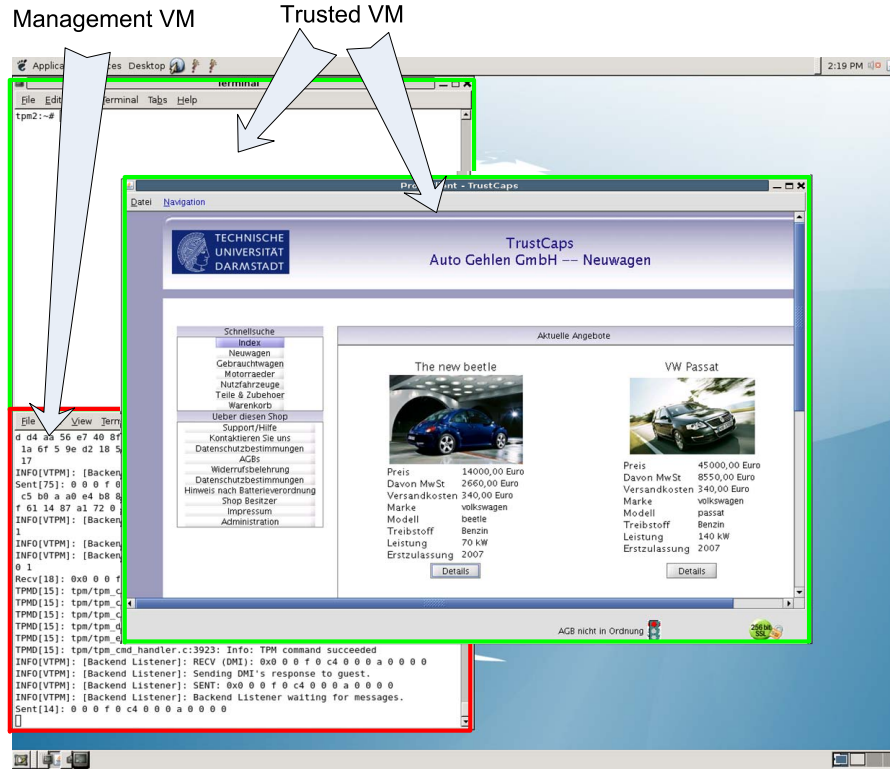 Management VM
Trusted VM
Desktop
2:19 PM
Terminal
File Tabs Help
tpm2:~#
TrustCaps
Datei Navigation
TECHNISCHE
UNIVERSITÄT
DARMSTADT
TrustCaps
Auto Gehlen GmbH -- Neuwagen
Schnellsuche
Index
Neuwagen
Gebrauchtwagen
Motorraeder
Nutzfahrzeuge
Teile & Zubehoer
Warenkorb
Ueber diesen Shop
Support/Hilfe
Kontaktieren Sie uns
Datenschutzbestimmungen
AGBs
Widerrufsbelehrung
Datenschutzbestimmungen
Hinweis nach Batterieverordnung
Shop Besitzer
Impressum
Administration
Aktuelle Angebote
The new beetle
Preis 14000,00 Euro
Davon MwSt 2660,00 Euro
Versandkosten 340,00 Euro
Marke volkswagen
Modell beetle
Treibstoff Benzin
Leistung 70 kW
Erstzulassung 2007
Details
VW Passat
Preis 45000,00 Euro
Davon MwSt 8550,00 Euro
Versandkosten 340,00 Euro
Marke volkswagen
Modell passat
Treibstoff Benzin
Leistung 140 kW
Erstzulassung 2007
Details
AGB nicht in Ordnung
256 bit
SSL
File View
d d4 aa 56 e7 40 8f
1a 6f 5 9e d2 18
17
INFO[VTPM]: [Backen
Sent[75]: 0 0 0 f 0
c5 b0 a a0 e4 b8
f 61 14 87 a1 72 0
INFO[VTPM]: [Backen
1
INFO[VTPM]: [Backen
INFO[VTPM]: [Backen
0 1
Recv[18]: 0x0 0 0 f
TPMD[15]: tpm/tpm_c
TPMD[15]: tpm/tpm_c
TPMD[15]: tpm/tpm_c
TPMD[15]: tpm/tpm_d
TPMD[15]: tpm/tpm_e
TPMD[15]: tpm/tpm_cmd_handler.c:3923: Info: TPM command succeeded
INFO[VTPM]: [Backend Listener]: RECV (DMI): 0x0 0 0 f 0 c4 0 0 0 a 0 0 0 0
INFO[VTPM]: [Backend Listener]: Sending DMI's response to guest.
INFO[VTPM]: [Backend Listener]: SENT: 0x0 0 0 f 0 c4 0 0 0 a 0 0 0 0
INFO[VTPM]: [Backend Listener]: Backend Listener waiting for messages.
Sent[14]: 0 0 0 f 0 c4 0 0 0 a 0 0 0 0